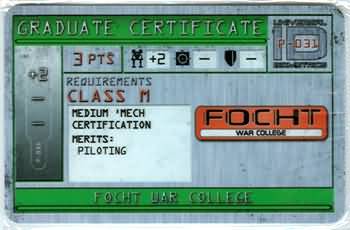 GRADUATE CERTIFICATE
UNIVERSAL
ID
P-031
3 PTS
+2
—
—
+2
REQUIREMENTS
CLASS M
MEDIUM 'MECH
CERTIFICATION
MERITS:
PILOTING
FOCHT
WAR COLLEGE
FOCHT WAR COLLEGE